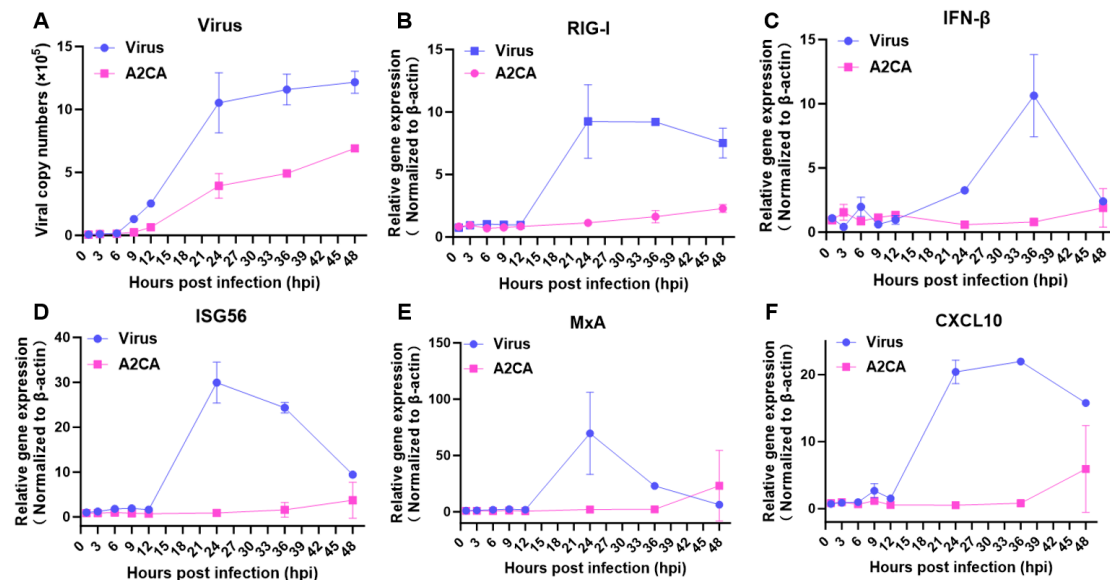 A
Virus
Viral copy numbers (×10⁵)
15
10
5
0
Virus
A2CA
0 3 6 9 12 15 18 21 24 27 30 33 36 39 42 45 48
Hours post infection (hpi)
B
RIG-I
Relative gene expression
( Normalized to β-actin)
15
10
5
0
Virus
A2CA
0 3 6 9 12 15 18 21 24 27 30 33 36 39 42 45 48
Hours post infection (hpi)
C
IFN-β
Relative gene expression
( Normalized to β-actin)
15
10
5
0
Virus
A2CA
0 3 6 9 12 15 18 21 24 27 30 33 36 39 42 45 48
Hours post infection (hpi)
D
ISG56
Relative gene expression
( Normalized to β-actin)
40
30
20
10
0
Virus
A2CA
0 3 6 9 12 15 18 21 24 27 30 33 36 39 42 45 48
Hours post infection (hpi)
E
MxA
Relative gene expression
( Normalized to β-actin)
150
100
50
0
Virus
A2CA
0 3 6 9 12 15 18 21 24 27 30 33 36 39 42 45 48
Hours post infection (hpi)
F
CXCL10
Relative gene expression
( Normalized to β-actin)
20
10
0
Virus
A2CA
0 3 6 9 12 15 18 21 24 27 30 33 36 39 42 45 48
Hours post infection (hpi)